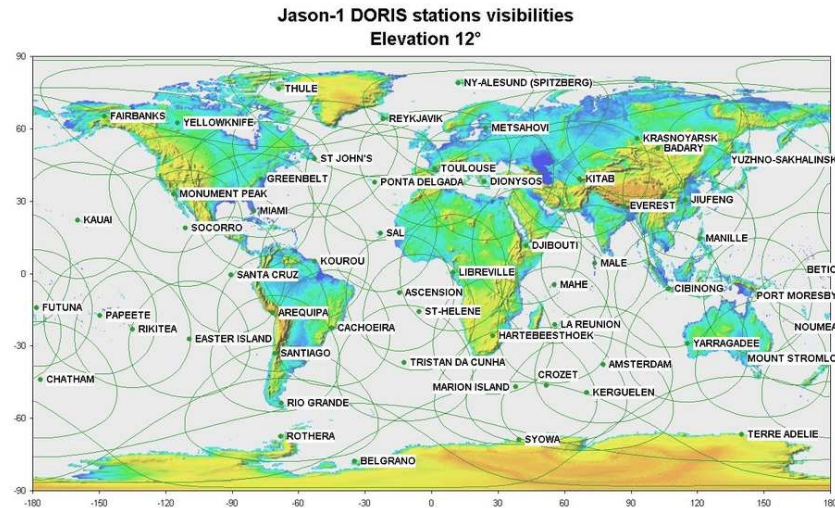 Jason-1 DORIS stations visibilities
Elevation 12°
90
THULE
NY-ALESUND (SPITZBERG)
FAIRBANKS
YELLOWKNIFE
REYKJAVIK
METSAHOVI
60
KRASNOYARSK
BADARY
ST JOHN'S
YUZHNO-SAKHALINSK
TOULOUSE
GREENBELT
PONTA DELGADA
DIONYSOS
KITAB
MONUMENT PEAK
JIUFENG
30
MIAMI
EVEREST
KAUAI
SOCORRO
SAL
MANILLE
DJIBOUTI
KOUROU
MALE
0
SANTA CRUZ
LIBREVILLE
BETIO
MAHE
CIBINONG
ASCENSION
PORT MORESBY
FUTUNA
PAPEETE
AREQUIPA
ST-HELENE
RIKITEA
CACHOEIRA
LA REUNION
NOUMEA
EASTER ISLAND
HARTEBEESTHOEK
YARRAGADEE
-30
SANTIAGO
TRISTAN DA CUNHA
AMSTERDAM
MOUNT STROMLO
CHATHAM
MARION ISLAND
CROZET
KERGUELEN
RIO GRANDE
-60
ROTHERA
SYOWA
TERRE ADELIE
BELGRANO
-90
-180 -150 -120 -90 -60 -30 0 30 60 90 120 150 180